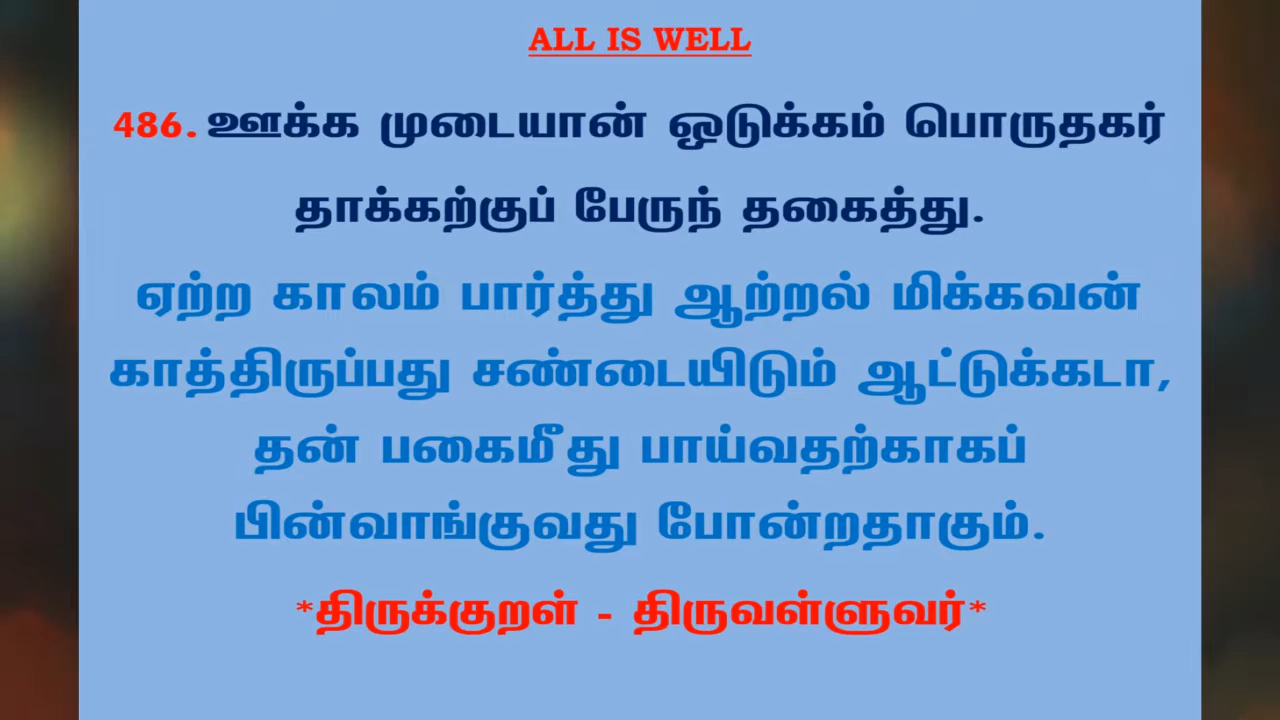 ALL IS WELL
486. ஊக்க முடையான் ஒடுக்கம் பொருதகர்
தாக்கற்குப் பேருந் தகைத்து.
ஏற்ற காலம் பார்த்து ஆற்றல் மிக்கவன்
காத்திருப்பது சண்டையிடும் ஆட்டுக்கடா,
தன் பகைமீது பாய்வதற்காகப்
பின்வாங்குவது போன்றதாகும்.
*திருக்குறள் - திருவள்ளுவர்*